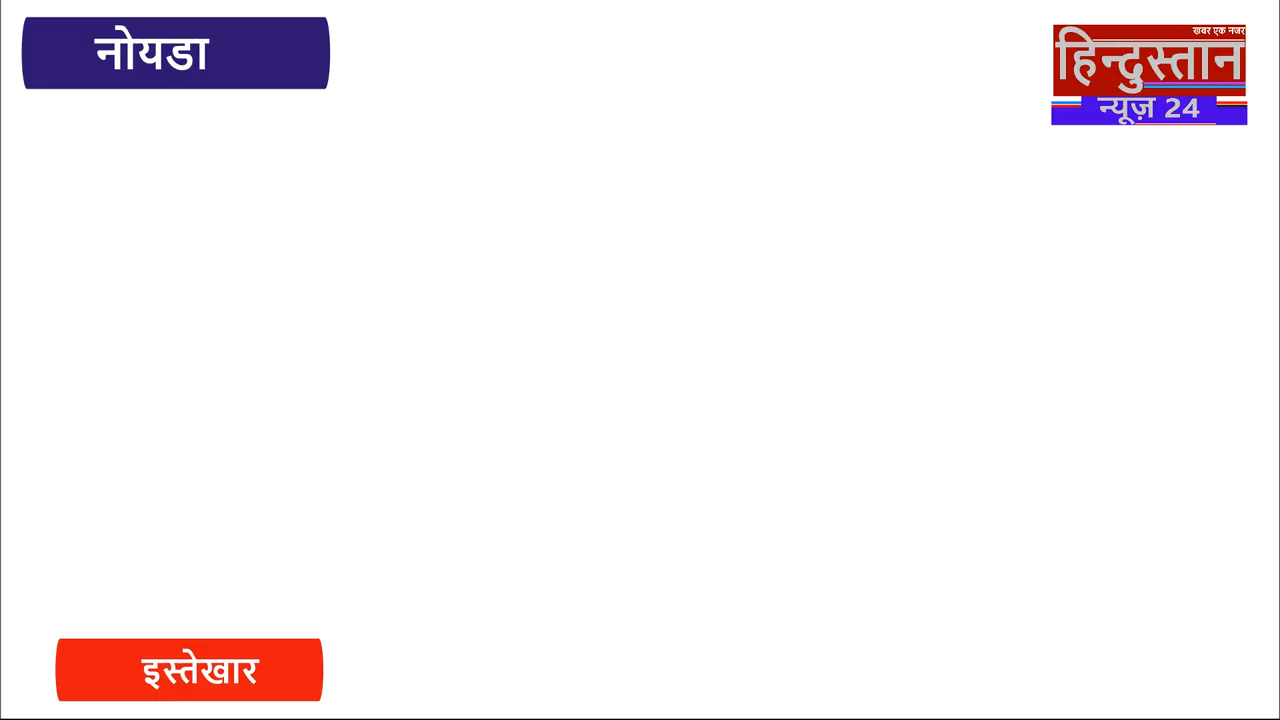 नोयडा
खबर एक नजर
हिन्दुस्तान
न्यूज़ 24
इस्तेखार